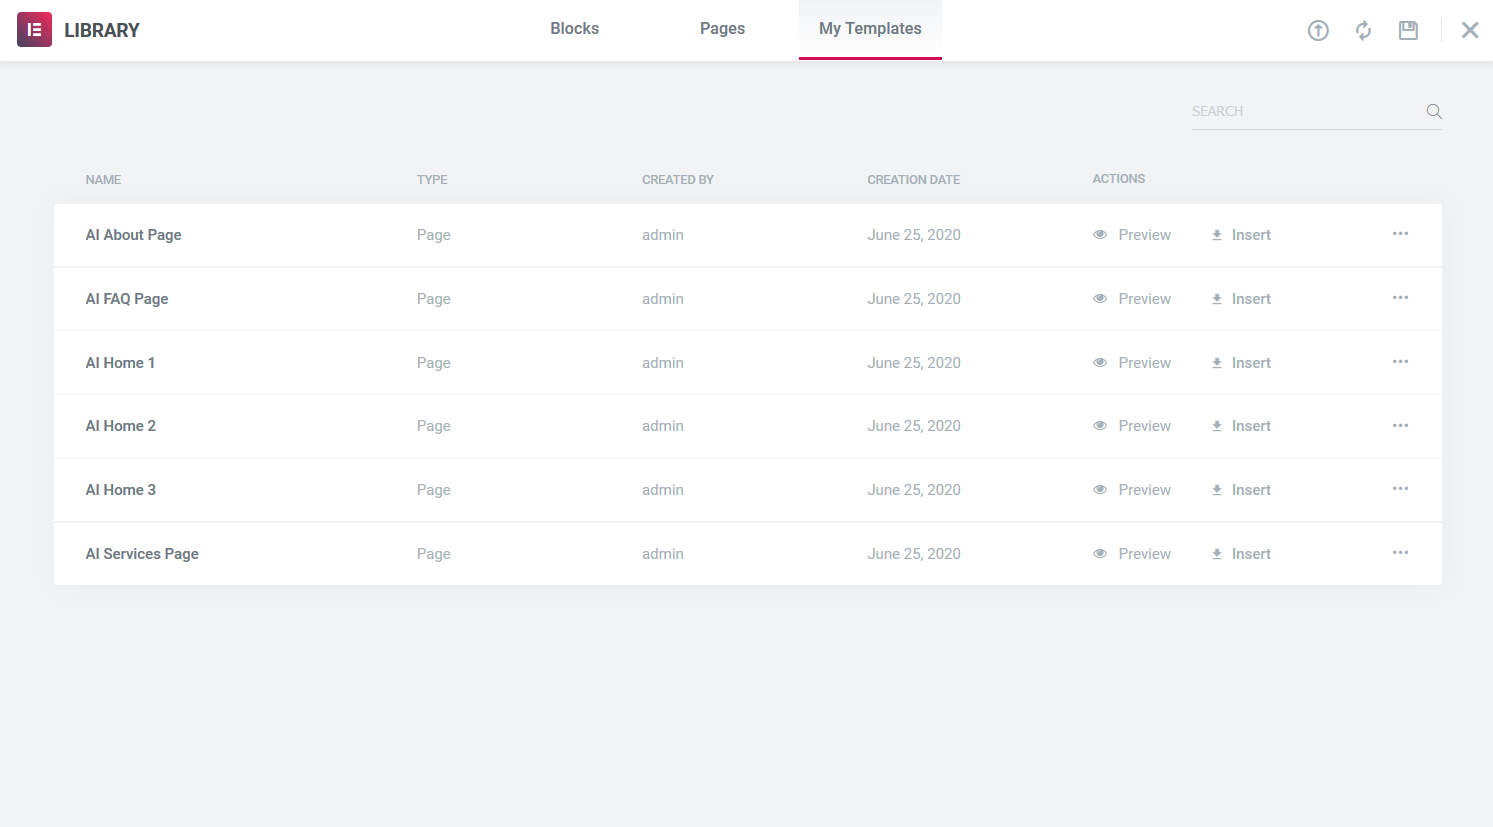 LIBRARY Blocks Pages My Templates
SEARCH
NAME TYPE CREATED BY CREATION DATE ACTIONS
AI About Page Page admin June 25, 2020 Preview Insert
AI FAQ Page Page admin June 25, 2020 Preview Insert
AI Home 1 Page admin June 25, 2020 Preview Insert
AI Home 2 Page admin June 25, 2020 Preview Insert
AI Home 3 Page admin June 25, 2020 Preview Insert
AI Services Page Page admin June 25, 2020 Preview Insert